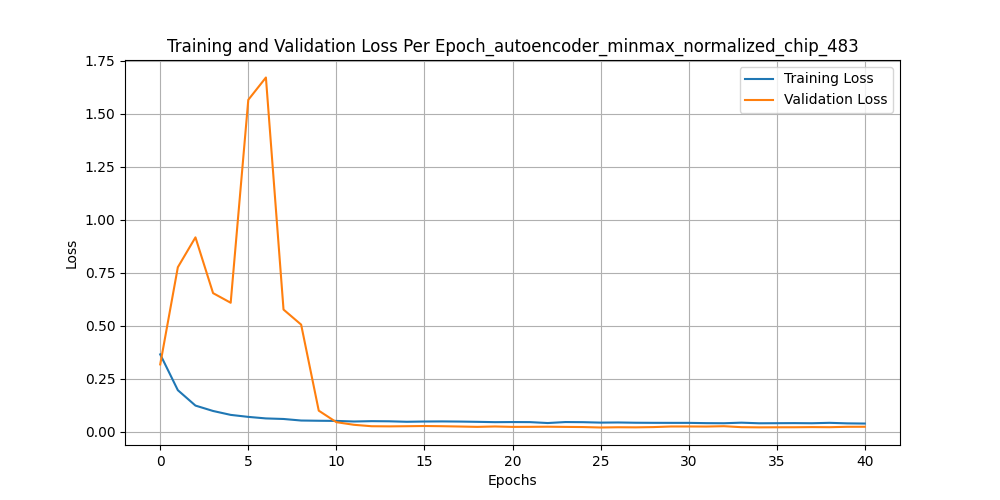 Training and Validation Loss Per Epoch_autoencoder_minmax_normalized_chip_483
Training Loss
Validation Loss
Loss
1.75
1.50
1.25
1.00
0.75
0.50
0.25
0.00
0 5 10 15 20 25 30 35 40
Epochs